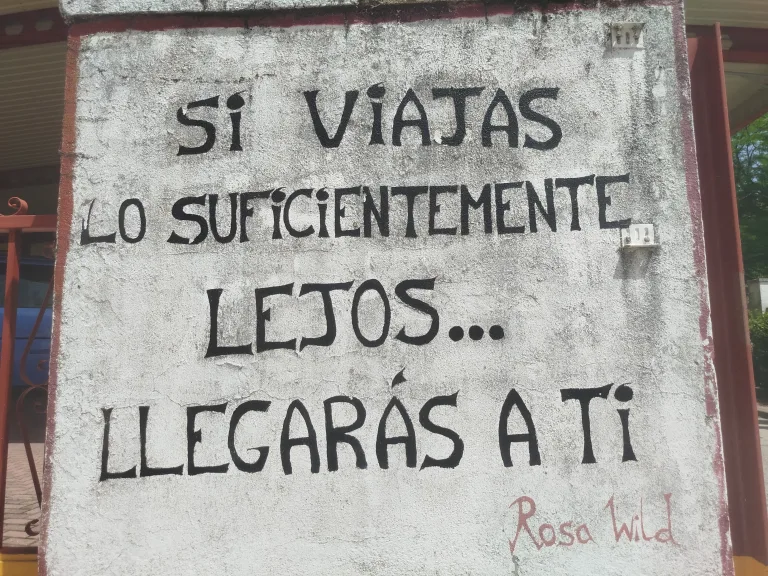 Si ViAJAS
LO SUFiCiENTEMENTE
LEJOS...
LLEGARÁS A Ti
Rosa Wild